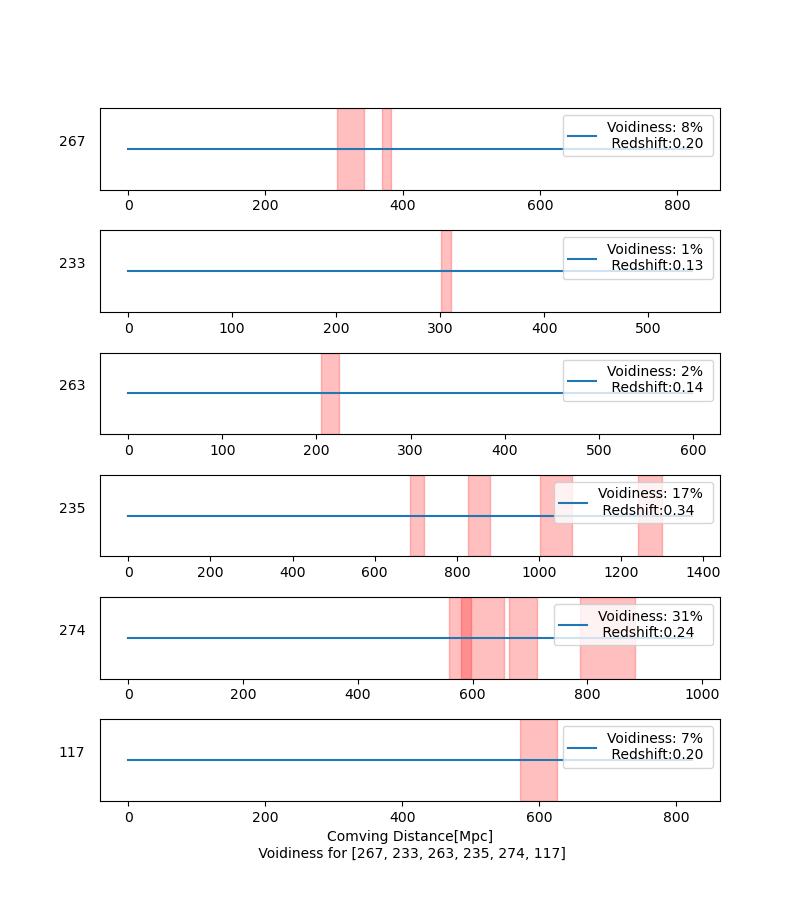 267
Voidiness: 8%
Redshift:0.20
0 200 400 600 800
233
Voidiness: 1%
Redshift:0.13
0 100 200 300 400 500
263
Voidiness: 2%
Redshift:0.14
0 100 200 300 400 500 600
235
Voidiness: 17%
Redshift:0.34
0 200 400 600 800 1000 1200 1400
274
Voidiness: 31%
Redshift:0.24
0 200 400 600 800 1000
117
Voidiness: 7%
Redshift:0.20
0 200 400 600 800
Comving Distance[Mpc]
Voidiness for [267, 233, 263, 235, 274, 117]